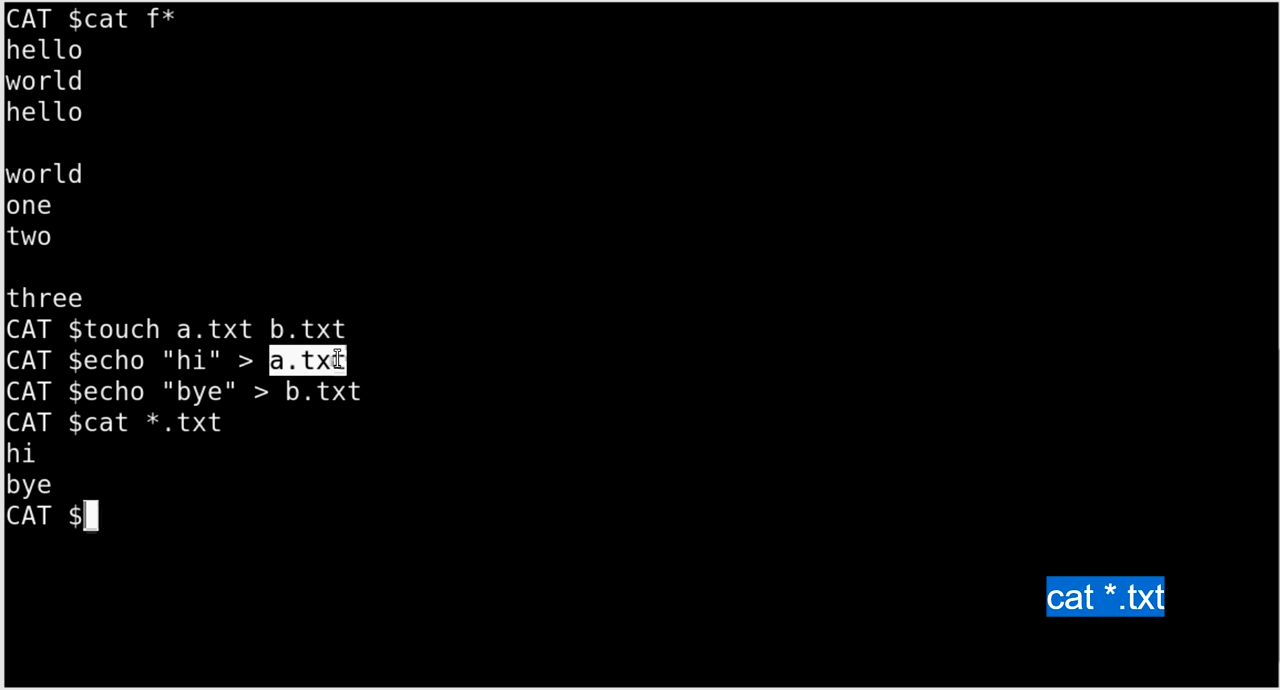 CAT $cat f*
hello
world
hello
world
one
two
three
CAT $touch a.txt b.txt
CAT $echo "hi" > a.txt
CAT $echo "bye" > b.txt
CAT $cat *.txt
hi
bye
CAT $
cat *.txt